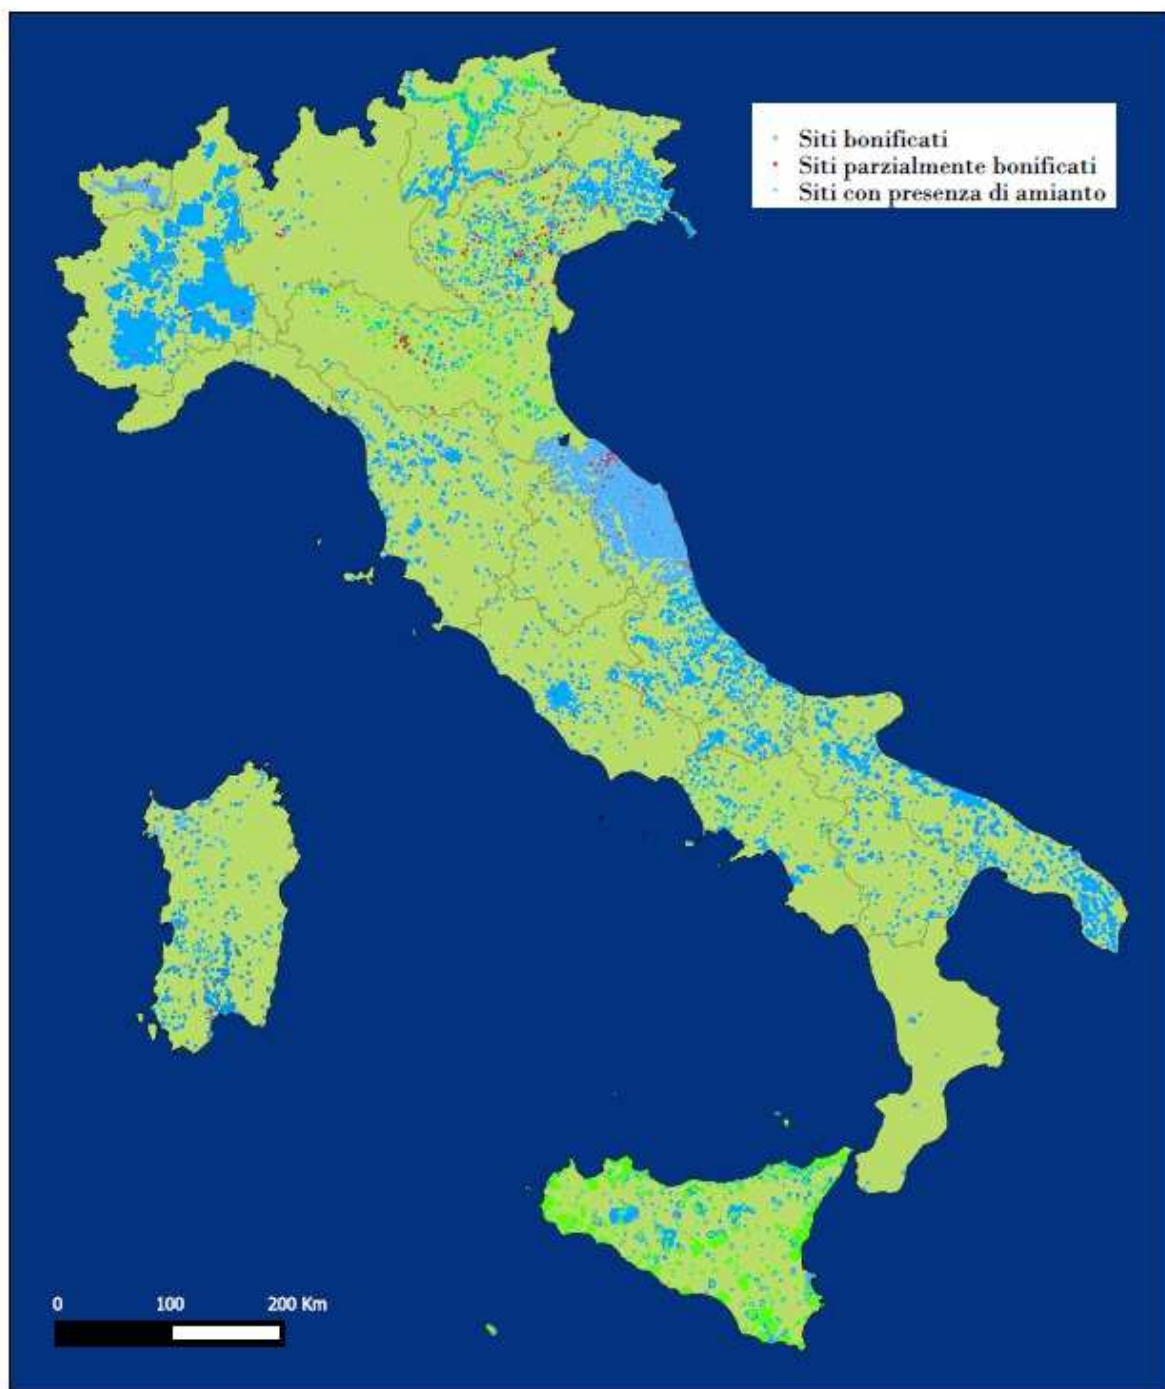 Siti bonificati
Siti parzialmente bonificati
Siti con presenza di amianto
0 100 200 Km